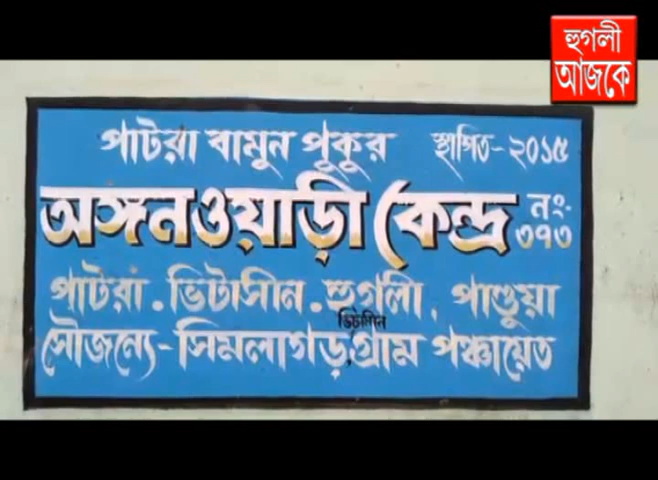 হুগলী
আজকে
পাটরা বামুন পুকুর স্থাপিত-২০১৫
অঙ্গনওয়াড়ী কেন্দ্র নং-
৩৭৩
পাটরা. ভিটাসীন. হুগলী, পাণ্ডুয়া
ভিটাসীন
সৌজন্যে-সিমলাগড়,গ্রাম পঞ্চায়েত